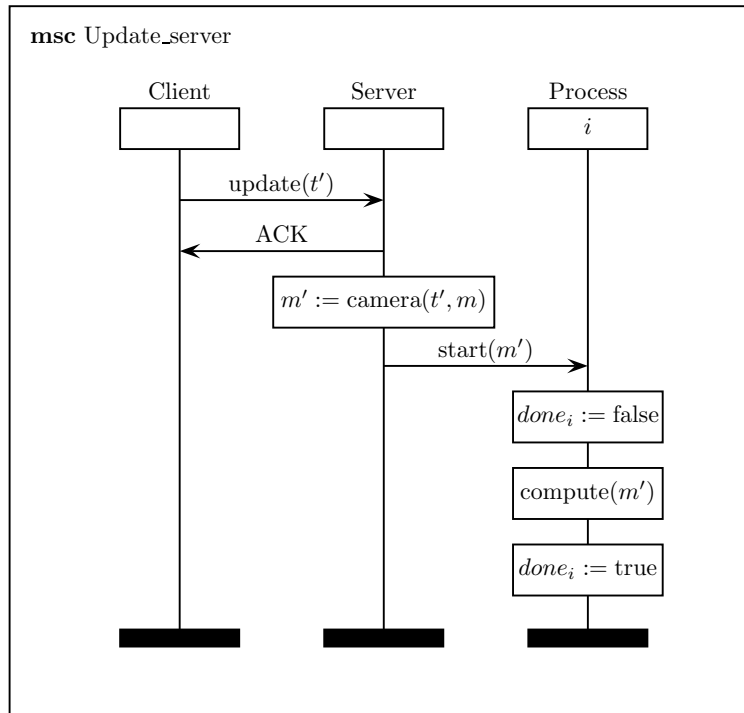 msc Update_server
Client Server Process
i
update(t′)
ACK
m′ := camera(t′, m)
start(m′)
done_i := false
compute(m′)
done_i := true